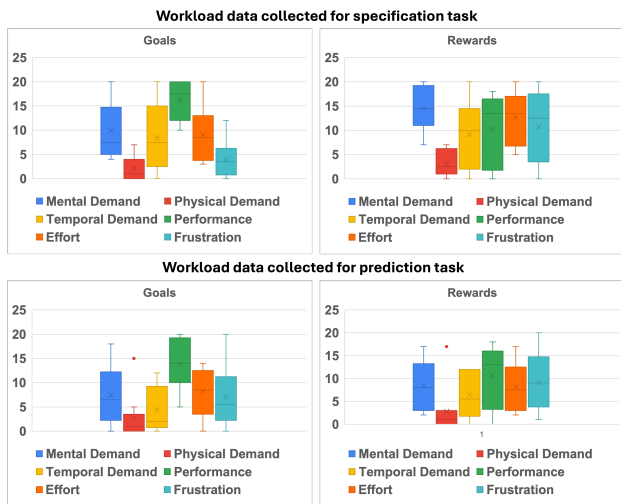 Workload data collected for specification task
Goals
25
20
15
10
5
0
Mental Demand Physical Demand
Temporal Demand Performance
Effort Frustration
Rewards
25
20
15
10
5
0
Mental Demand Physical Demand
Temporal Demand Performance
Effort Frustration
Workload data collected for prediction task
Goals
25
20
15
10
5
0
Mental Demand Physical Demand
Temporal Demand Performance
Effort Frustration
Rewards
25
20
15
10
5
0
1
Mental Demand Physical Demand
Temporal Demand Performance
Effort Frustration